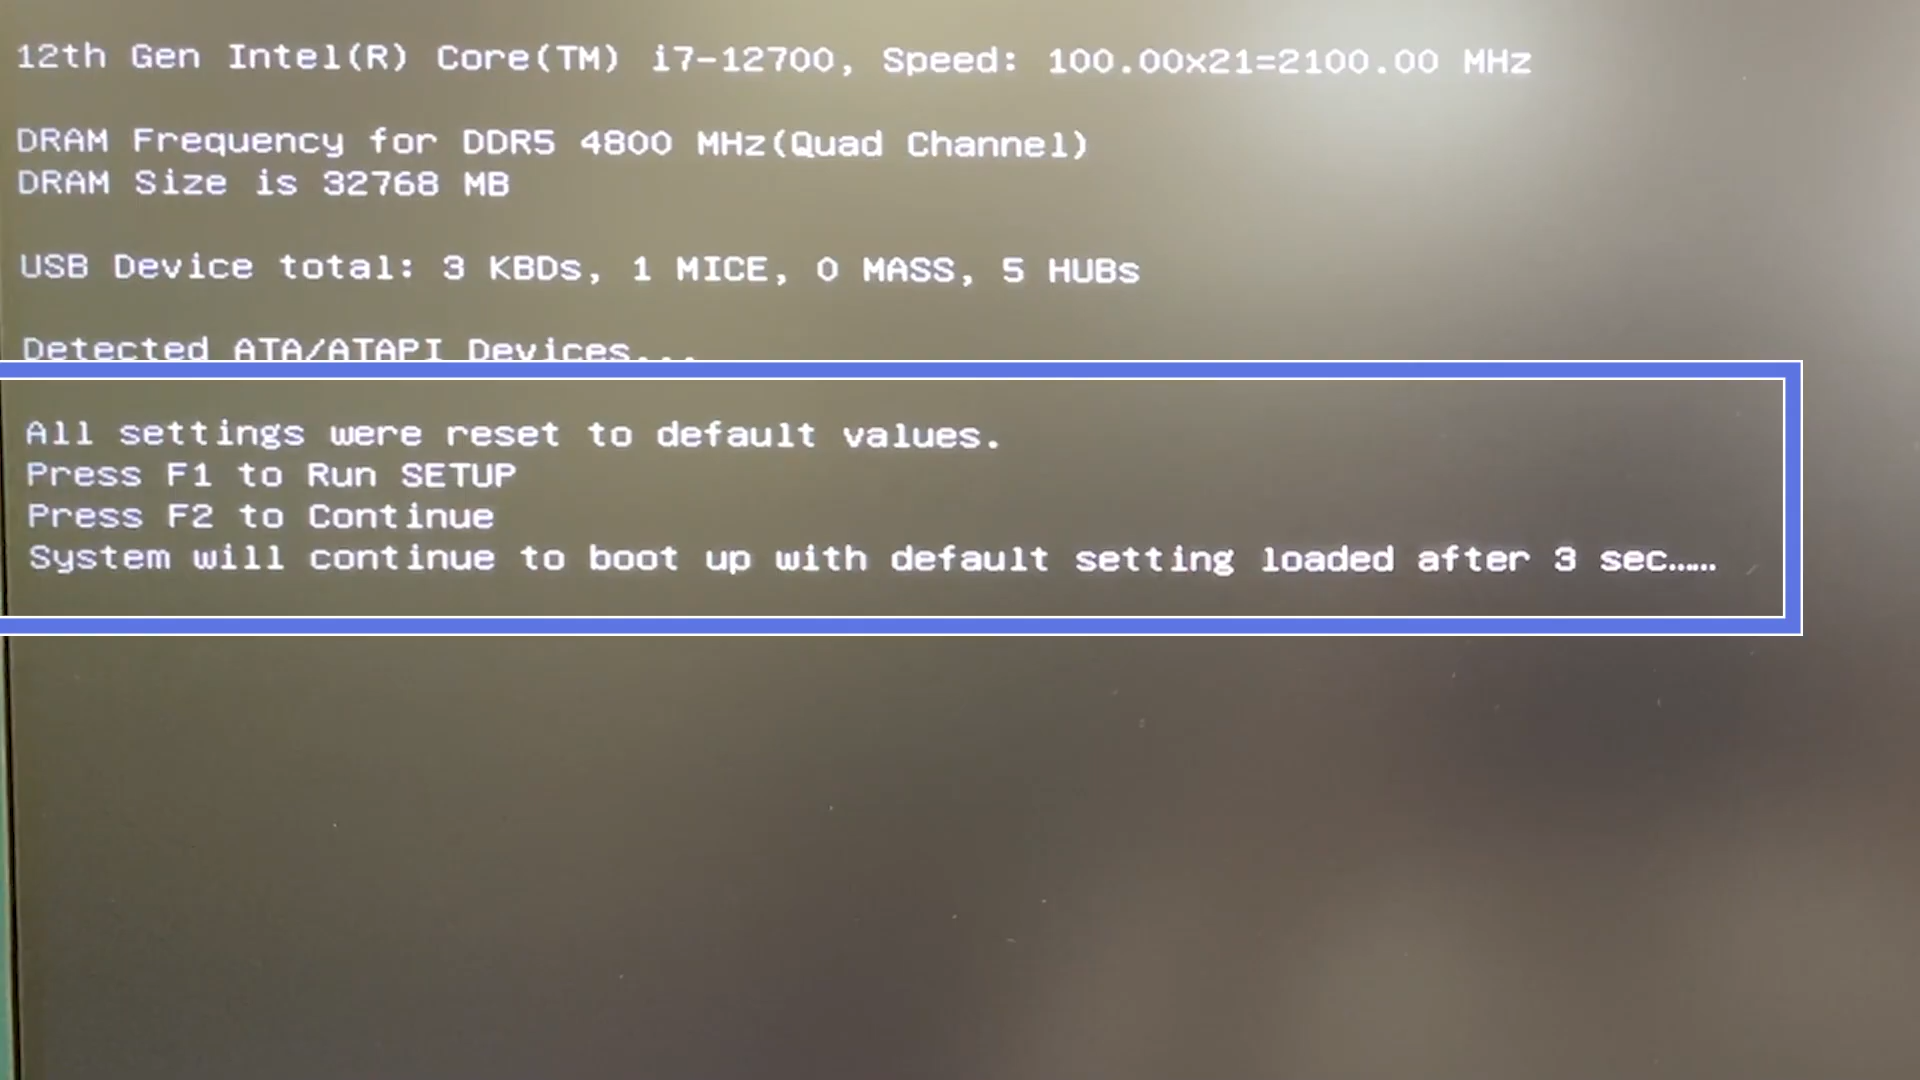 12th Gen Intel(R) Core(TM) i7-12700, Speed: 100.00x21=2100.00 MHz
DRAM Frequency for DDR5 4800 MHz(Quad Channel)
DRAM Size is 32768 MB
USB Device total: 3 KBDs, 1 MICE, 0 MASS, 5 HUBs
Detected ATA/ATAPI Devices...
All settings were reset to default values.
Press F1 to Run SETUP
Press F2 to Continue
System will continue to boot up with default setting loaded after 3 sec……